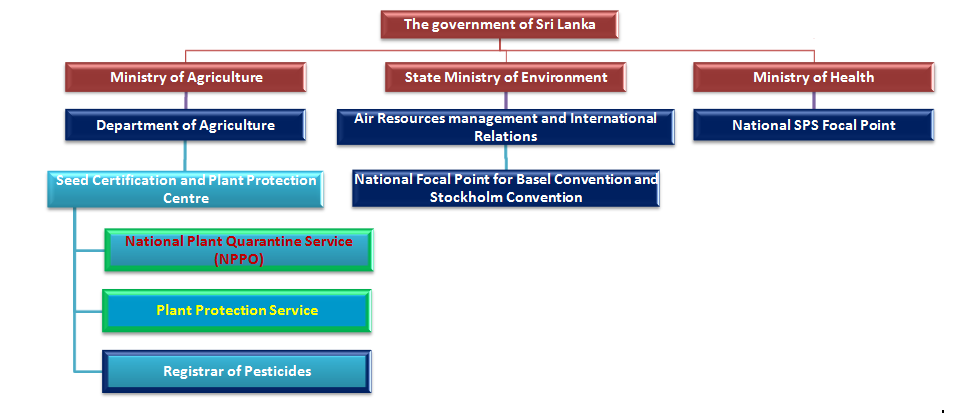 The government of Sri Lanka
Ministry of Agriculture
State Ministry of Environment
Ministry of Health
Department of Agriculture
Air Resources management and International
Relations
National SPS Focal Point
Seed Certification and Plant Protection
Centre
National Focal Point for Basel Convention and
Stockholm Convention
National Plant Quarantine Service
(NPPO)
Plant Protection Service
Registrar of Pesticides